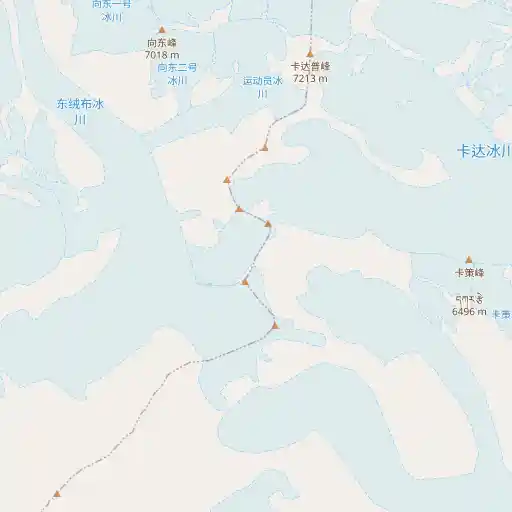 向东一号
冰川
向东峰
7018 m
向东二号
冰川
卡达普峰
7213 m
运动员冰
川
东绒布冰
川
卡达冰川
卡策峰
6496 m
卡策